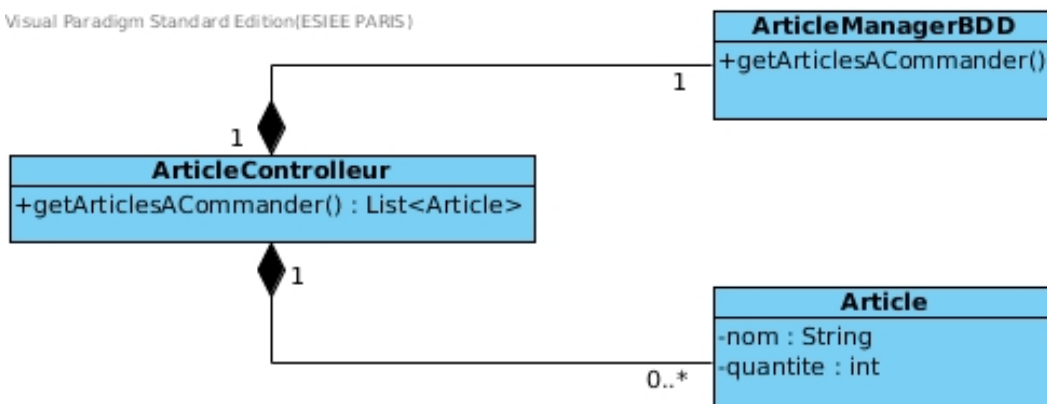 Visual Paradigm Standard Edition(ESIEE PARIS)
ArticleManagerBDD
+getArticlesACommander()
1
1
ArticleControlleur
+getArticlesACommander() : List<Article>
1
Article
-nom : String
-quantite : int
0..*